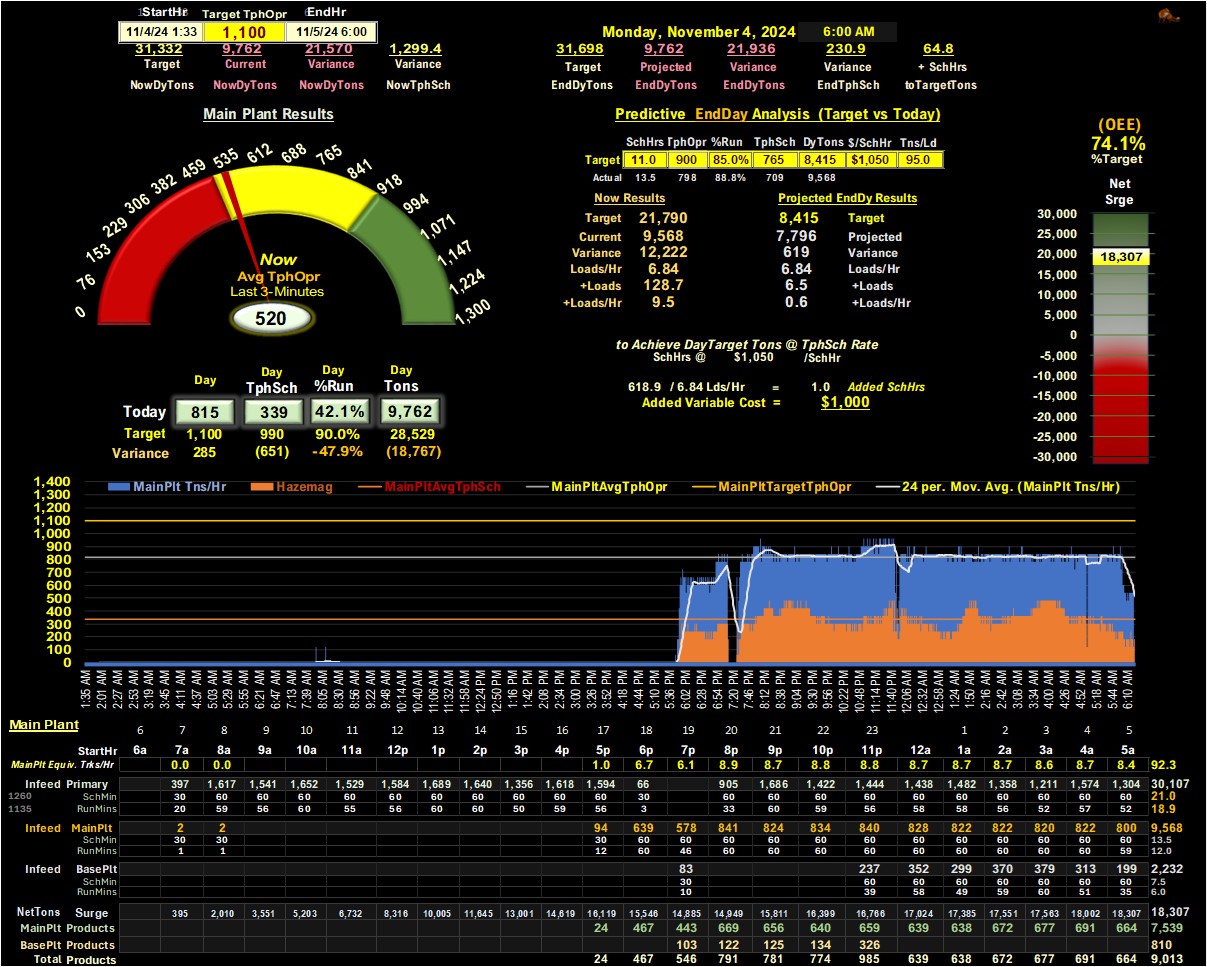 StartHr Target TphOpr EndHr
11/4/24 1:33 1,100 11/5/24 6:00
Monday, November 4, 2024 6:00 AM
31,332 9,762 21,570 1,299.4 31,698 9,762 21,936 230.9 64.8
Target Current Variance Variance Target Projected Variance Variance + SchHrs
NowDyTons NowDyTons NowDyTons NowTphSch EndDyTons EndDyTons EndDyTons EndTphSch toTargetTons
Main Plant Results
Predictive EndDay Analysis (Target vs Today)
(OEE)
74.1%
%Target
Net
Srge
SchHrs TphOpr %Run TphSch DyTons $/SchHr Tns/Ld
Target 11.0 900 85.0% 765 8,415 $1,050 95.0
Actual 13.5 798 88.8% 709 9,568
Now Results Projected EndDy Results
Target 21,790 8,415 Target
Current 9,568 7,796 Projected
Variance 12,222 619 Variance
Loads/Hr 6.84 6.84 Loads/Hr
+Loads 128.7 6.5 +Loads
+Loads/Hr 9.5 0.6 +Loads/Hr
to Achieve DayTarget Tons @ TphSch Rate
SchHrs @ $1,050 /SchHr
618.9 / 6.84 Lds/Hr = 1.0 Added SchHrs
Added Variable Cost = $1,000
30,000
25,000
20,000
18,307
15,000
10,000
5,000
0
-5,000
-10,000
-15,000
-20,000
-25,000
-30,000
0 76 153 229 306 382 459 535 612 688 765 841 918 994 1,071 1,147 1,224 1,300
Now
Avg TphOpr
Last 3-Minutes
520
Day Day Day Day
TphSch %Run Tons
Today 815 339 42.1% 9,762
Target 1,100 990 90.0% 28,529
Variance 285 (651) -47.9% (18,767)
MainPlt Tns/Hr Hazemag MainPltAvgTphSch MainPltAvgTphOpr MainPltTargetTphOpr 24 per. Mov. Avg. (MainPlt Tns/Hr)
1,400
1,300
1,200
1,100
1,000
900
800
700
600
500
400
300
200
100
0
1:35 AM 2:01 AM 2:27 AM 2:53 AM 3:19 AM 3:45 AM 4:11 AM 4:37 AM 5:03 AM 5:29 AM 5:55 AM 6:21 AM 6:47 AM 7:13 AM 7:39 AM 8:05 AM 8:30 AM 8:56 AM 9:22 AM 9:48 AM 10:14 AM 10:40 AM 11:06 AM 11:32 AM 11:58 AM 12:24 PM 12:50 PM 1:16 PM 1:42 PM 2:08 PM 2:34 PM 3:00 PM 3:26 PM 3:52 PM 4:18 PM 4:44 PM 5:10 PM 5:36 PM 6:02 PM 6:28 PM 6:54 PM 7:20 PM 7:46 PM 8:12 PM 8:38 PM 9:04 PM 9:30 PM 9:56 PM 10:22 PM 10:48 PM 11:14 PM 11:40 PM 12:06 AM 12:32 AM 12:58 AM 1:24 AM 1:50 AM 2:16 AM 2:42 AM 3:08 AM 3:34 AM 4:00 AM 4:26 AM 4:52 AM 5:18 AM 5:44 AM 6:10 AM
Main Plant 6 7 8 9 10 11 12 13 14 15 16 17 18 19 20 21 22 23 1 2 3 4 5
StartHr 6a 7a 8a 9a 10a 11a 12p 1p 2p 3p 4p 5p 6p 7p 8p 9p 10p 11p 12a 1a 2a 3a 4a 5a
MainPlt Equiv. Trks/Hr 0.0 0.0 1.0 6.7 6.1 8.9 8.7 8.8 8.8 8.7 8.7 8.7 8.6 8.7 8.4 92.3
Infeed Primary 397 1,617 1,541 1,652 1,529 1,584 1,689 1,640 1,356 1,618 1,594 66 905 1,686 1,422 1,444 1,438 1,482 1,358 1,211 1,574 1,304 30,107
1260 SchMin 30 60 60 60 60 60 60 60 60 60 60 30 60 60 60 60 60 60 60 60 60 60 21.0
1135 RunMins 20 59 56 60 55 56 60 60 56 59 56 3 33 60 59 56 58 58 56 52 57 52 18.9
Infeed MainPlt 2 2 94 639 578 841 824 834 840 828 822 822 820 822 800 9,568
SchMin 30 30 30 60 60 60 60 60 60 60 60 60 60 60 60 13.5
RunMins 1 1 12 60 46 60 60 60 60 60 60 60 60 60 59 12.0
Infeed BasePlt 83 237 352 299 370 379 313 199 2,232
SchMin 30 60 60 60 60 60 60 60 7.5
RunMins 10 39 58 49 59 60 51 35 6.0
NetTons Surge 395 2,010 3,551 5,203 6,732 8,316 10,005 11,645 13,001 14,619 16,119 15,546 14,885 14,949 15,811 16,399 16,766 17,024 17,385 17,551 17,563 18,002 18,307 18,307
MainPlt Products 24 467 443 669 656 640 659 639 638 672 677 691 664 7,539
BasePlt Products 103 122 125 134 326 810
Total Products 24 467 546 791 781 774 985 639 638 672 677 691 664 9,013